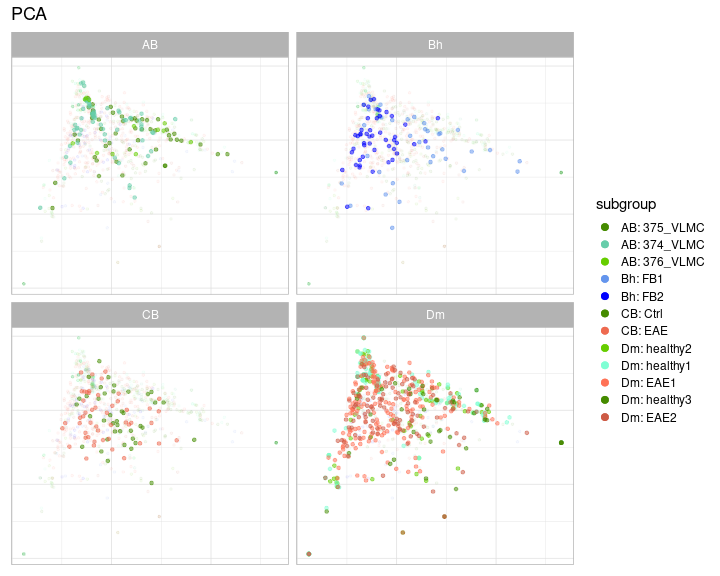 PCA
AB
Bh
CB
Dm
subgroup
AB: 375_VLMC
AB: 374_VLMC
AB: 376_VLMC
Bh: FB1
Bh: FB2
CB: Ctrl
CB: EAE
Dm: healthy2
Dm: healthy1
Dm: EAE1
Dm: healthy3
Dm: EAE2